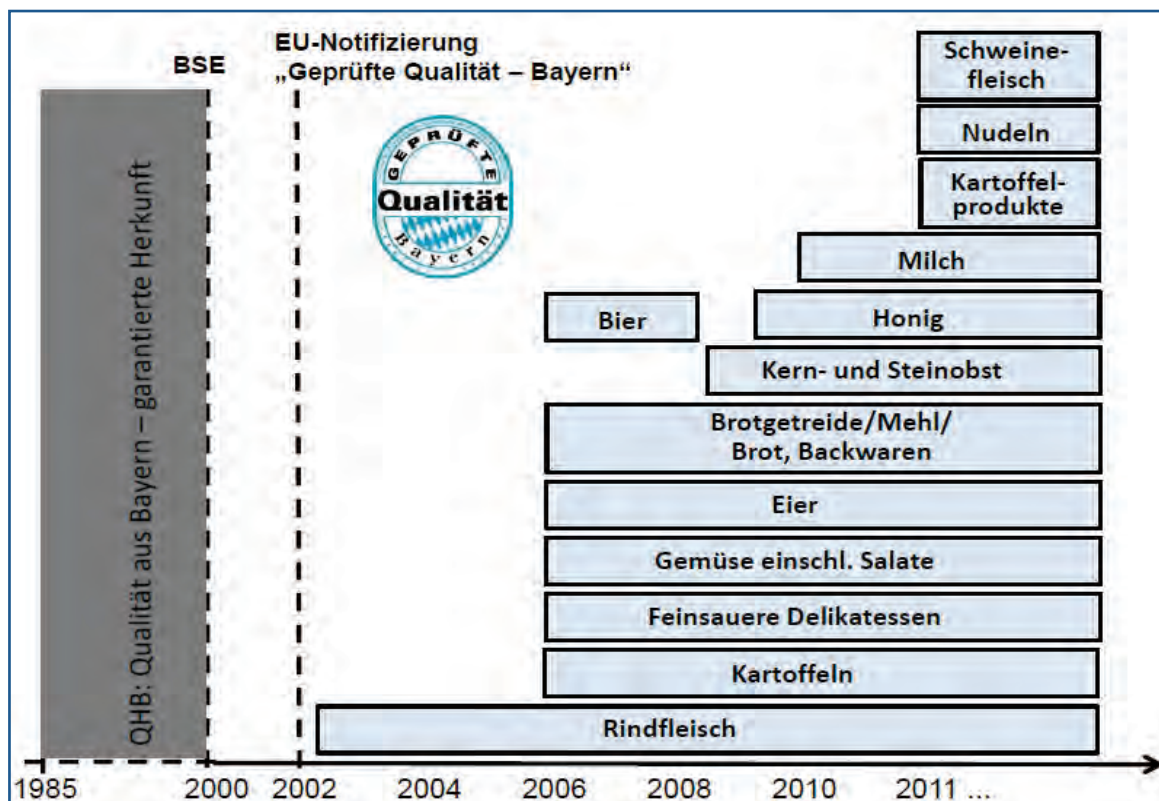 BSE
EU-Notifizierung
„Geprüfte Qualität – Bayern“
GEPRÜFTE
Qualität
Bayern
QHB: Qualität aus Bayern – garantierte Herkunft
Schweine-
fleisch
Nudeln
Kartoffel-
produkte
Milch
Bier
Honig
Kern- und Steinobst
Brotgetreide/Mehl/
Brot, Backwaren
Eier
Gemüse einschl. Salate
Feinsauere Delikatessen
Kartoffeln
Rindfleisch
1985 2000 2002 2004 2006 2008 2010 2011 ...